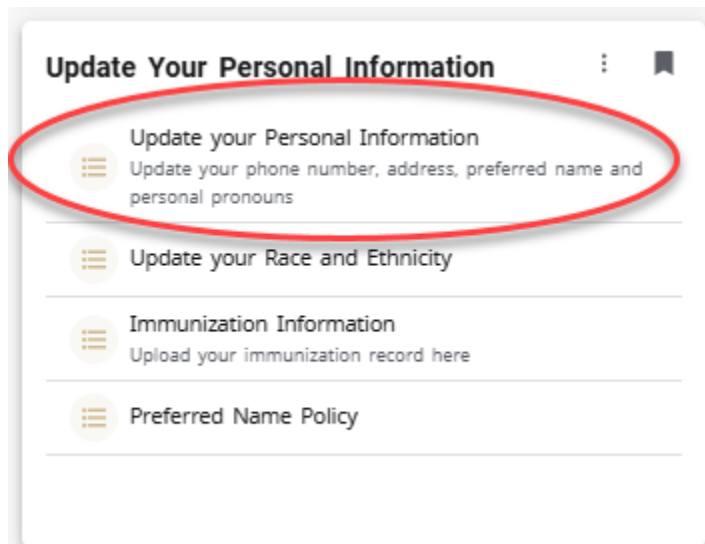 Update Your Personal Information
Update your Personal Information
Update your phone number, address, preferred name and
personal pronouns
Update your Race and Ethnicity
Immunization Information
Upload your immunization record here
Preferred Name Policy